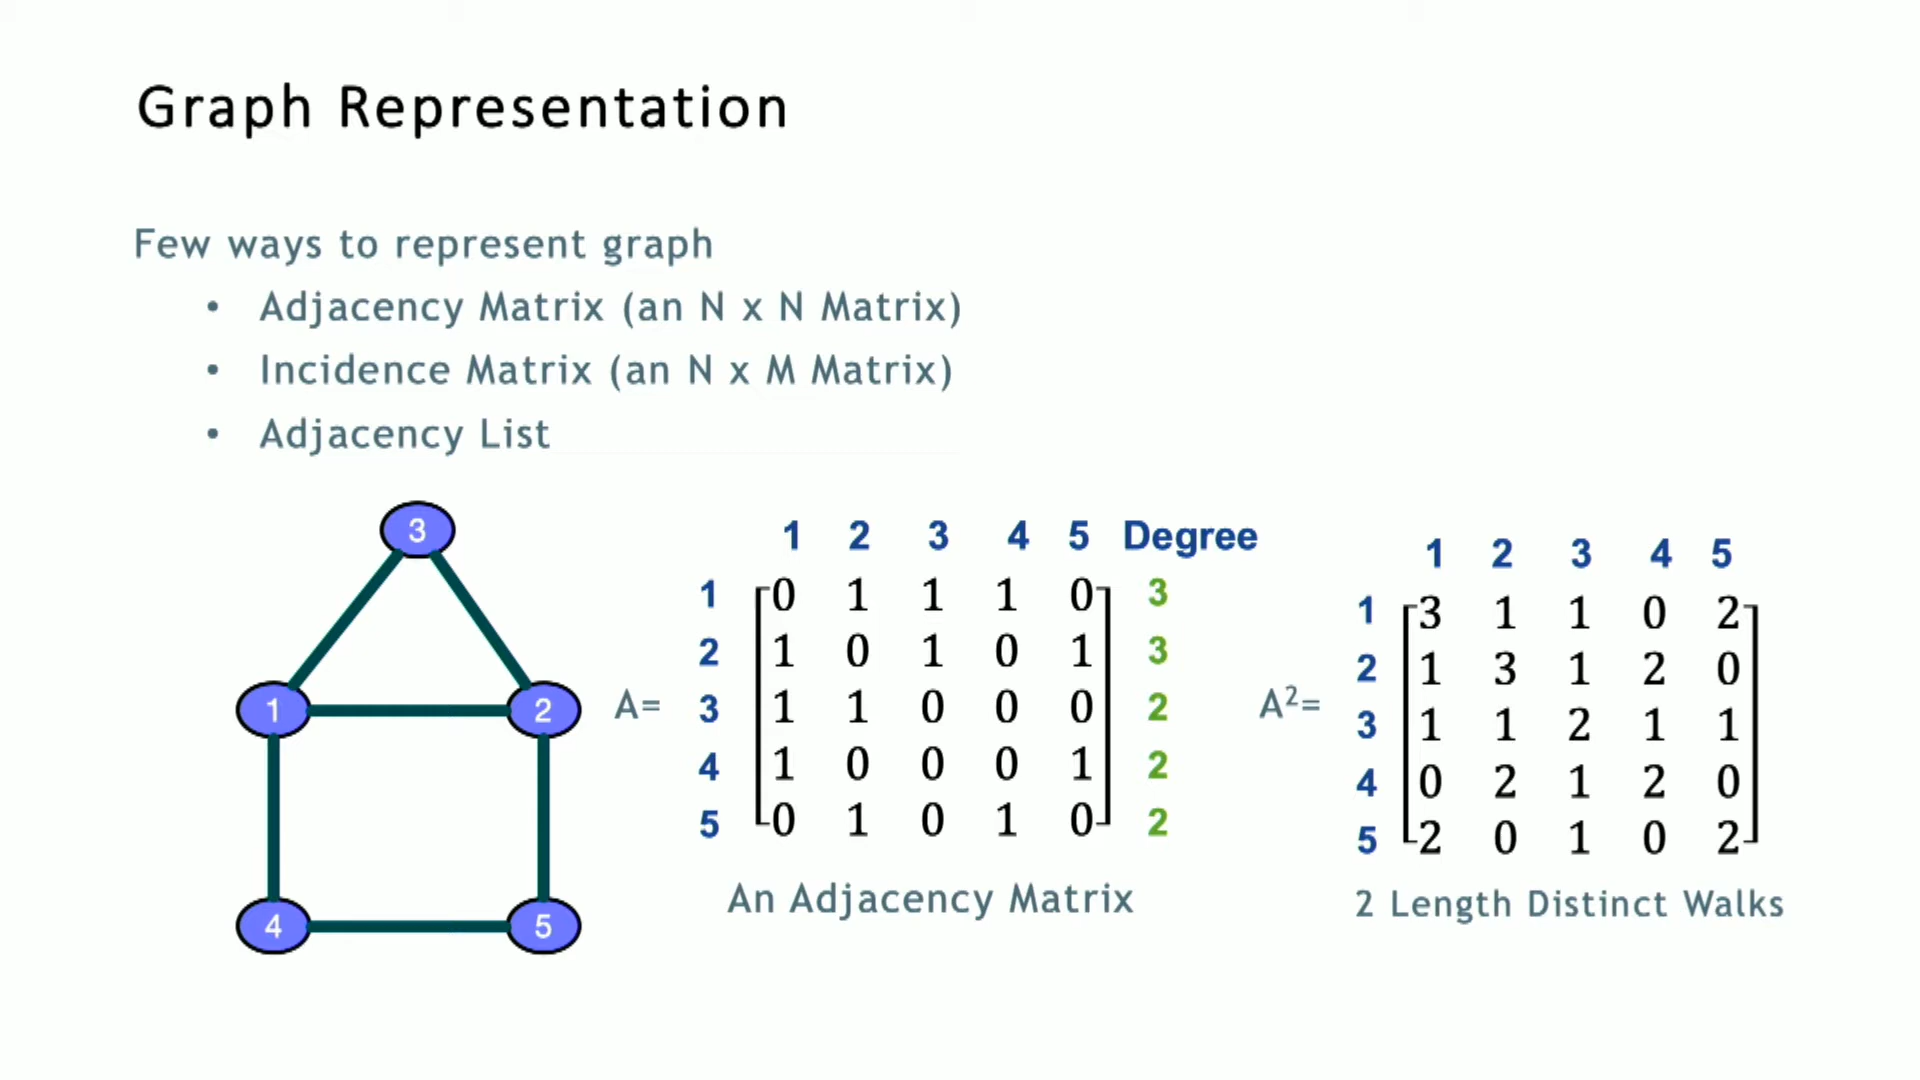 Graph Representation
Few ways to represent graph
• Adjacency Matrix (an N x N Matrix)
• Incidence Matrix (an N x M Matrix)
• Adjacency List
3
1 2
4 5
A=
1 2 3 4 5 Degree
1 0 1 1 1 0 3
2 1 0 1 0 1 3
3 1 1 0 0 0 2
4 1 0 0 0 1 2
5 0 1 0 1 0 2
An Adjacency Matrix
A²=
1 2 3 4 5
1 3 1 1 0 2
2 1 3 1 2 0
3 1 1 2 1 1
4 0 2 1 2 0
5 2 0 1 0 2
2 Length Distinct Walks